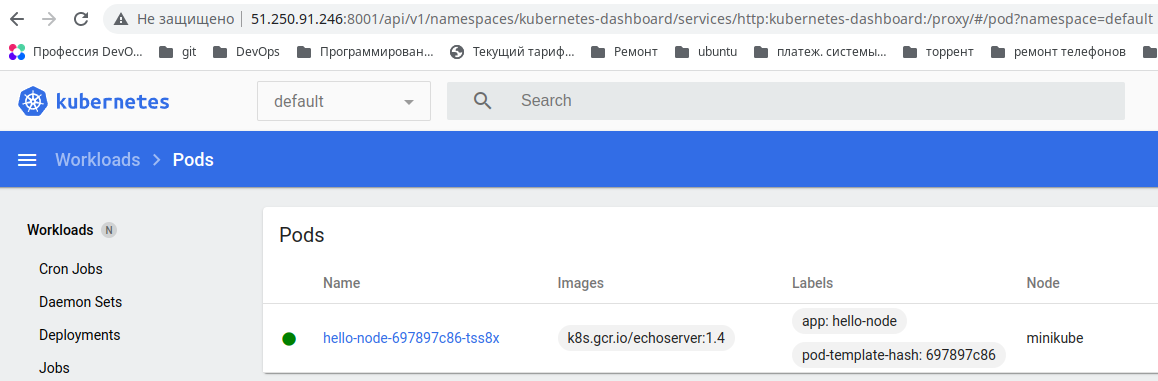 Не защищено 51.250.91.246:8001/api/v1/namespaces/kubernetes-dashboard/services/http:kubernetes-dashboard:/proxy/#/pod?namespace=default
Профессия DevO... git DevOps Программирован... Текущий тариф... Ремонт ubuntu платеж. системы... торрент ремонт телефонов
kubernetes default Search
Workloads > Pods
Workloads N
Cron Jobs
Daemon Sets
Deployments
Jobs
Pods
Name Images Labels Node
hello-node-697897c86-tss8x k8s.gcr.io/echoserver:1.4 app: hello-node minikube
pod-template-hash: 697897c86